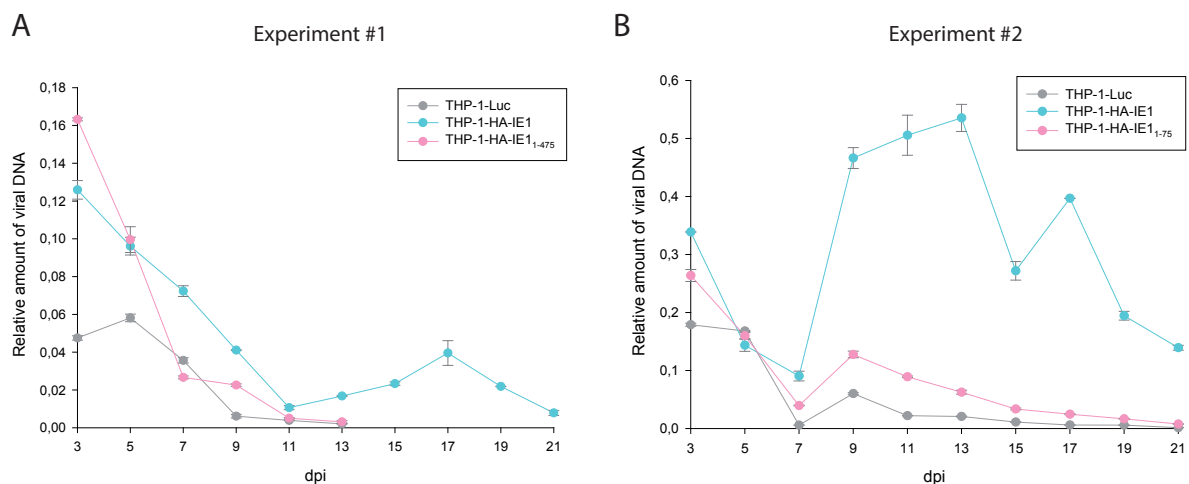 A
Experiment #1
Relative amount of viral DNA
0,18
0,16
0,14
0,12
0,10
0,08
0,06
0,04
0,02
0,00
3 5 7 9 11 13 15 17 19 21
dpi
THP-1-Luc
THP-1-HA-IE1
THP-1-HA-IE11-475
B
Experiment #2
Relative amount of viral DNA
0,6
0,5
0,4
0,3
0,2
0,1
0,0
3 5 7 9 11 13 15 17 19 21
dpi
THP-1-Luc
THP-1-HA-IE1
THP-1-HA-IE11-75